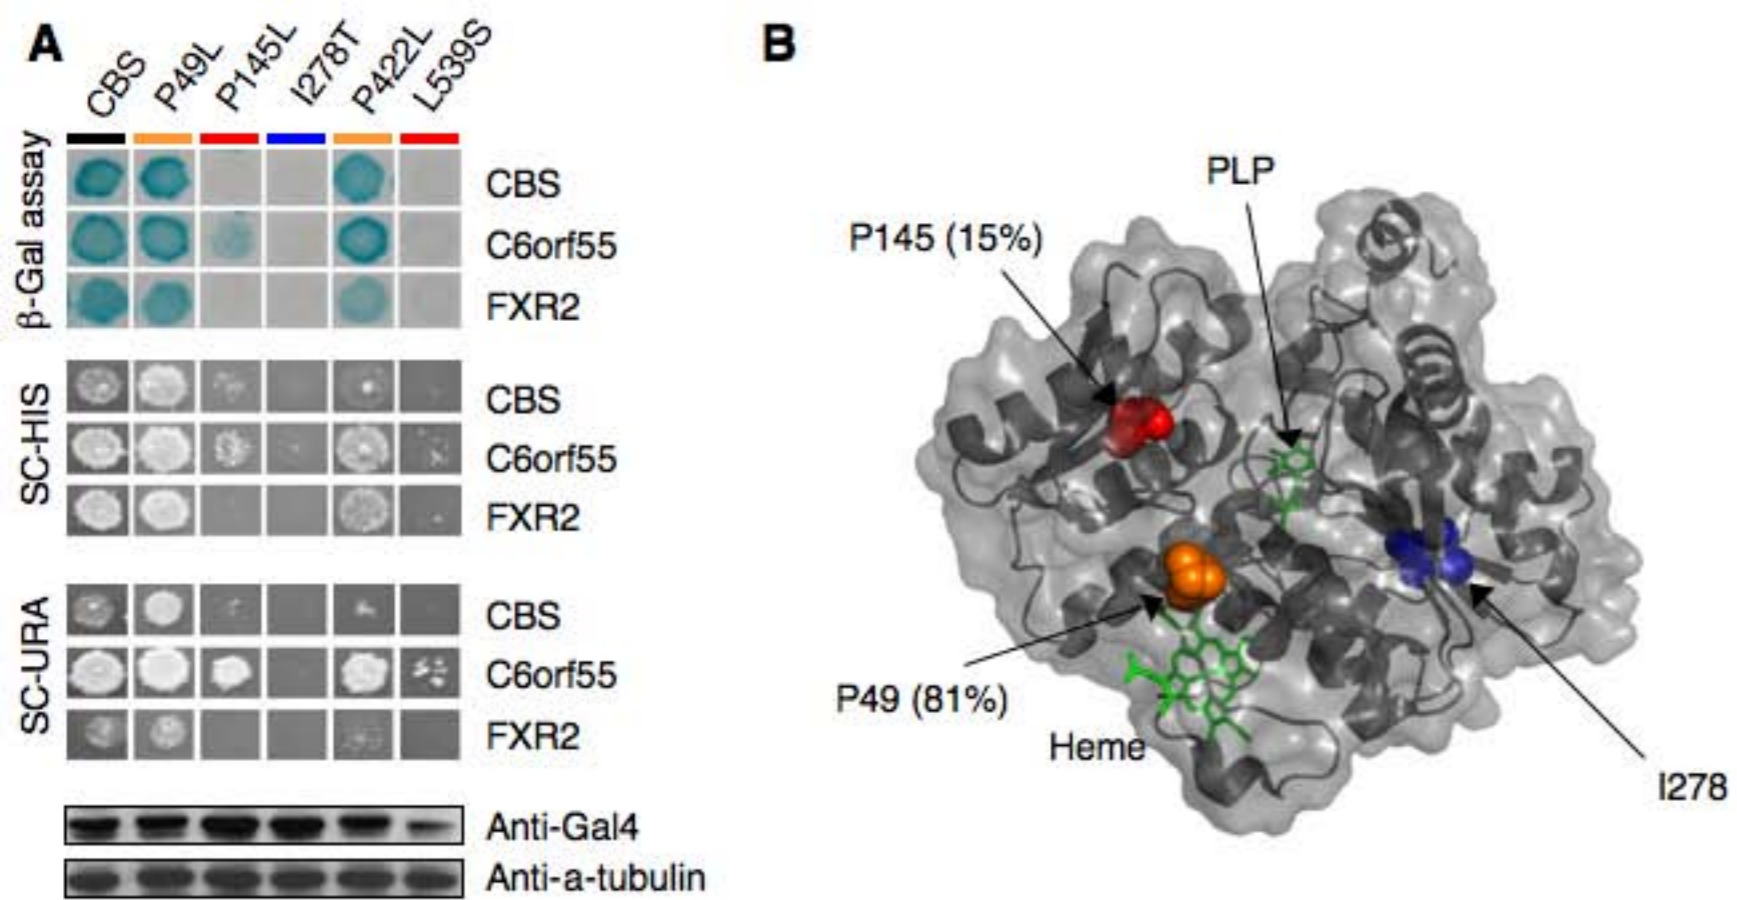 A
CBS
P49L
P145L
I278T
P422L
L539S
β-Gal assay
CBS
C6orf55
FXR2
SC-HIS
CBS
C6orf55
FXR2
SC-URA
CBS
C6orf55
FXR2
Anti-Gal4
Anti-a-tubulin
B
PLP
P145 (15%)
P49 (81%)
Heme
I278